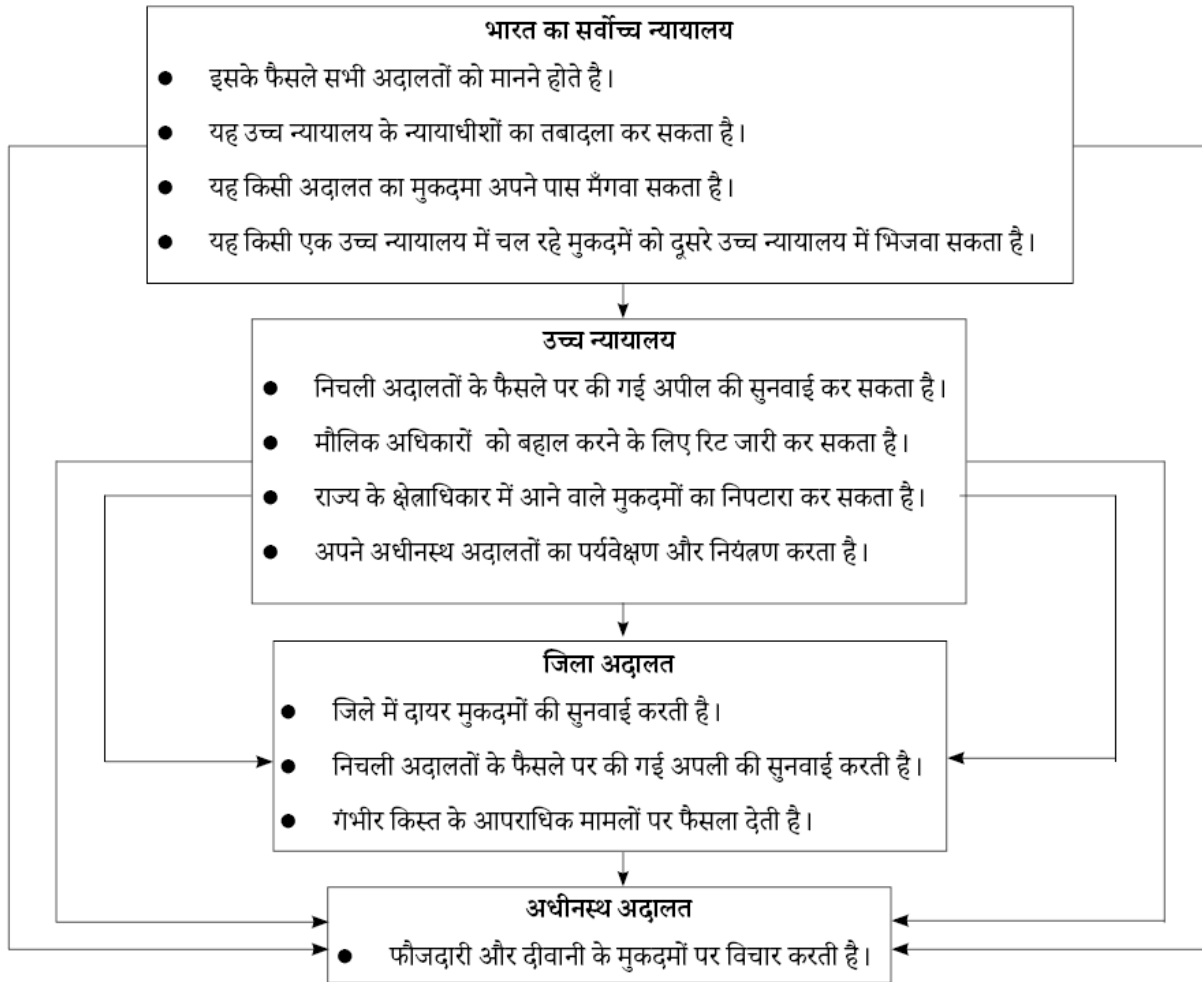 भारत का सर्वोच्च न्यायालय
● इसके फैसले सभी अदालतों को मानने होते है।
● यह उच्च न्यायालय के न्यायाधीशों का तबादला कर सकता है।
● यह किसी अदालत का मुकदमा अपने पास मँगवा सकता है।
● यह किसी एक उच्च न्यायालय में चल रहे मुकदमें को दूसरे उच्च न्यायालय में भिजवा सकता है।
उच्च न्यायालय
● निचली अदालतों के फैसले पर की गई अपील की सुनवाई कर सकता है।
● मौलिक अधिकारों को बहाल करने के लिए रिट जारी कर सकता है।
● राज्य के क्षेत्राधिकार में आने वाले मुकदमों का निपटारा कर सकता है।
● अपने अधीनस्थ अदालतों का पर्यवेक्षण और नियंत्रण करता है।
जिला अदालत
● जिले में दायर मुकदमों की सुनवाई करती है।
● निचली अदालतों के फैसले पर की गई अपली की सुनवाई करती है।
● गंभीर किस्त के आपराधिक मामलों पर फैसला देती है।
अधीनस्थ अदालत
● फौजदारी और दीवानी के मुकदमों पर विचार करती है।